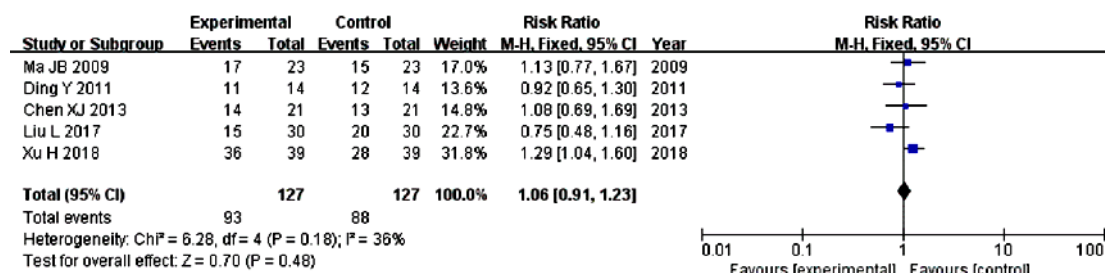 Experimental Control Risk Ratio Risk Ratio
Study or Subgroup Events Total Events Total Weight M-H, Fixed, 95% CI Year M-H, Fixed, 95% CI
Ma JB 2009 17 23 15 23 17.0% 1.13 [0.77, 1.67] 2009
Ding Y 2011 11 14 12 14 13.6% 0.92 [0.65, 1.30] 2011
Chen XJ 2013 14 21 13 21 14.8% 1.08 [0.69, 1.69] 2013
Liu L 2017 15 30 20 30 22.7% 0.75 [0.48, 1.16] 2017
Xu H 2018 36 39 28 39 31.8% 1.29 [1.04, 1.60] 2018
Total (95% CI) 127 127 100.0% 1.06 [0.91, 1.23]
Total events 93 88
Heterogeneity: Chi² = 6.28, df = 4 (P = 0.18); I² = 36%
Test for overall effect: Z = 0.70 (P = 0.48)
0.01 0.1 1 10 100
Favours [experimental] Favours [control]